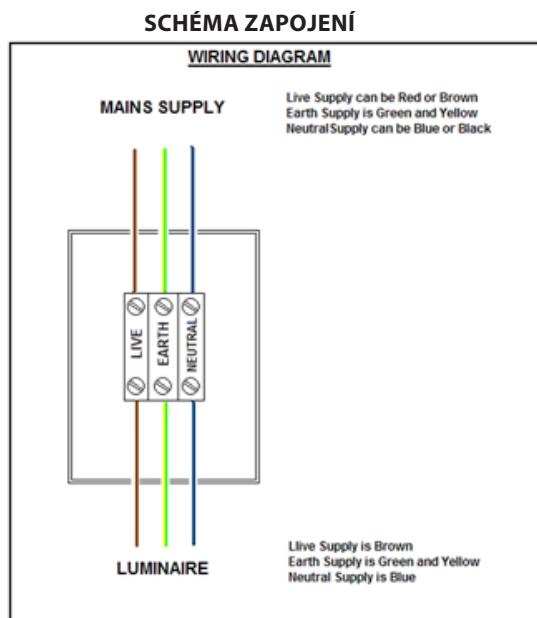 SCHÉMA ZAPOJENÍ
WIRING DIAGRAM
MAINS SUPPLY
Live Supply can be Red or Brown
Earth Supply is Green and Yellow
NeutralSupply can be Blue or Black
LIVE
EARTH
NEUTRAL
LUMINAIRE
Llive Supply is Brown
Earth Supply is Green and Yellow
Neutral Supply is Blue